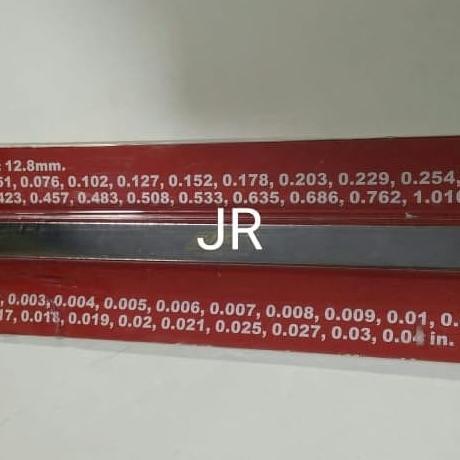 : 12.8mm.
51, 0.076, 0.102, 0.127, 0.152, 0.178, 0.203, 0.229, 0.254,
423, 0.457, 0.483, 0.508, 0.533, 0.635, 0.686, 0.762, 1.016
JR
, 0.003, 0.004, 0.005, 0.006, 0.007, 0.008, 0.009, 0.01, 0.
17, 0.018, 0.019, 0.02, 0.021, 0.025, 0.027, 0.03, 0.04 in.